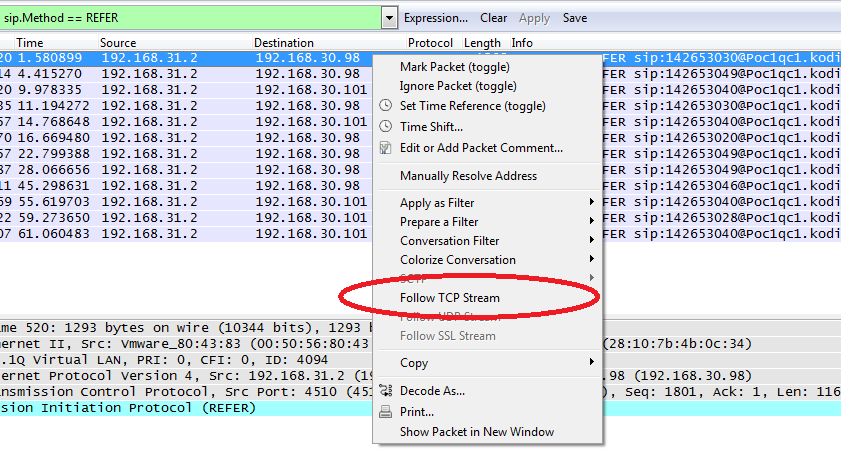 sip.Method == REFER Expression... Clear Apply Save
Time Source Destination Protocol Length Info
20 1.580899 192.168.31.2 192.168.30.98 FER sip:142653030@Poc1qc1.kodi
14 4.415270 192.168.31.2 192.168.30.98 FER sip:142653049@Poc1qc1.kodi
20 9.978335 192.168.31.2 192.168.30.101 FER sip:142653040@Poc1qc1.kodi
35 11.194272 192.168.31.2 192.168.30.98 FER sip:142653030@Poc1qc1.kodi
57 14.768648 192.168.31.2 192.168.30.101 FER sip:142653040@Poc1qc1.kodi
70 16.669480 192.168.31.2 192.168.30.98 FER sip:142653020@Poc1qc1.kodi
57 22.799388 192.168.31.2 192.168.30.98 FER sip:142653049@Poc1qc1.kodi
37 28.066656 192.168.31.2 192.168.30.98 FER sip:142653049@Poc1qc1.kodi
11 45.298631 192.168.31.2 192.168.30.98 FER sip:142653046@Poc1qc1.kodi
59 55.619703 192.168.31.2 192.168.30.101 FER sip:142653040@Poc1qc1.kodi
22 59.273650 192.168.31.2 192.168.30.101 FER sip:142653028@Poc1qc1.kodi
07 61.060483 192.168.31.2 192.168.30.101 FER sip:142653040@Poc1qc1.kodi
Mark Packet (toggle)
Ignore Packet (toggle)
Set Time Reference (toggle)
Time Shift...
Edit or Add Packet Comment...
Manually Resolve Address
Apply as Filter
Prepare a Filter
Conversation Filter
Colorize Conversation
SCTP
Follow TCP Stream
Follow UDP Stream
Follow SSL Stream
Copy
Decode As...
Print...
Show Packet in New Window
ame 520: 1293 bytes on wire (10344 bits), 1293 b
ernet II, Src: Vmware_80:43:83 (00:50:56:80:43 (28:10:7b:4b:0c:34)
.1Q Virtual LAN, PRI: 0, CFI: 0, ID: 4094
ernet Protocol Version 4, Src: 192.168.31.2 (19 .98 (192.168.30.98)
ansmission Control Protocol, Src Port: 4510 (451 ), Seq: 1801, Ack: 1, Len: 116
ssion Initiation Protocol (REFER)